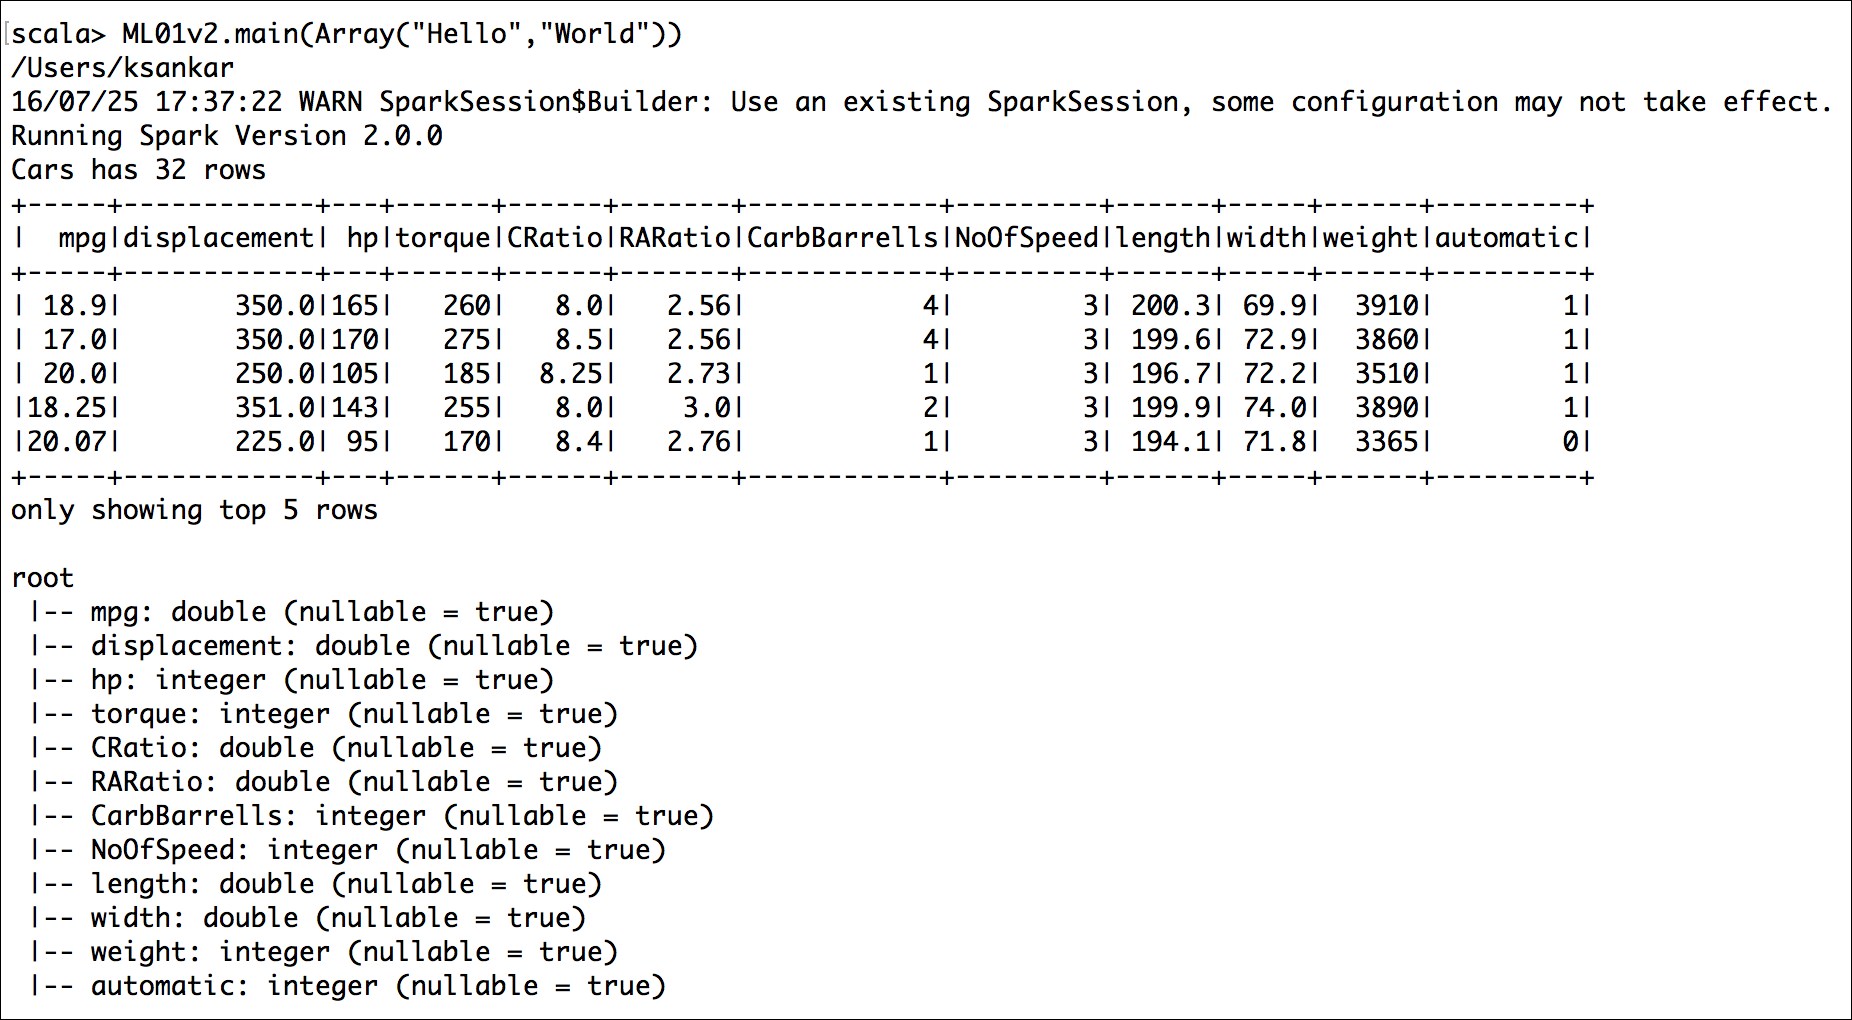 scala> ML01v2.main(Array("Hello","World"))
/Users/ksankar
16/07/25 17:37:22 WARN SparkSession$Builder: Use an existing SparkSession, some configuration may not take effect.
Running Spark Version 2.0.0
Cars has 32 rows
+-----+------------+---+------+------+-------+------------+---------+------+-----+------+---------+
|  mpg|displacement| hp|torque|CRatio|RARatio|CarbBarrells|NoOfSpeed|length|width|weight|automatic|
+-----+------------+---+------+------+-------+------------+---------+------+-----+------+---------+
| 18.9|       350.0|165|   260|   8.0|   2.56|           4|        3| 200.3| 69.9|  3910|        1|
| 17.0|       350.0|170|   275|   8.5|   2.56|           4|        3| 199.6| 72.9|  3860|        1|
| 20.0|       250.0|105|   185|  8.25|   2.73|           1|        3| 196.7| 72.2|  3510|        1|
|18.25|       351.0|143|   255|   8.0|    3.0|           2|        3| 199.9| 74.0|  3890|        1|
|20.07|       225.0| 95|   170|   8.4|   2.76|           1|        3| 194.1| 71.8|  3365|        0|
+-----+------------+---+------+------+-------+------------+---------+------+-----+------+---------+
only showing top 5 rows
root
 |-- mpg: double (nullable = true)
 |-- displacement: double (nullable = true)
 |-- hp: integer (nullable = true)
 |-- torque: integer (nullable = true)
 |-- CRatio: double (nullable = true)
 |-- RARatio: double (nullable = true)
 |-- CarbBarrells: integer (nullable = true)
 |-- NoOfSpeed: integer (nullable = true)
 |-- length: double (nullable = true)
 |-- width: double (nullable = true)
 |-- weight: integer (nullable = true)
 |-- automatic: integer (nullable = true)